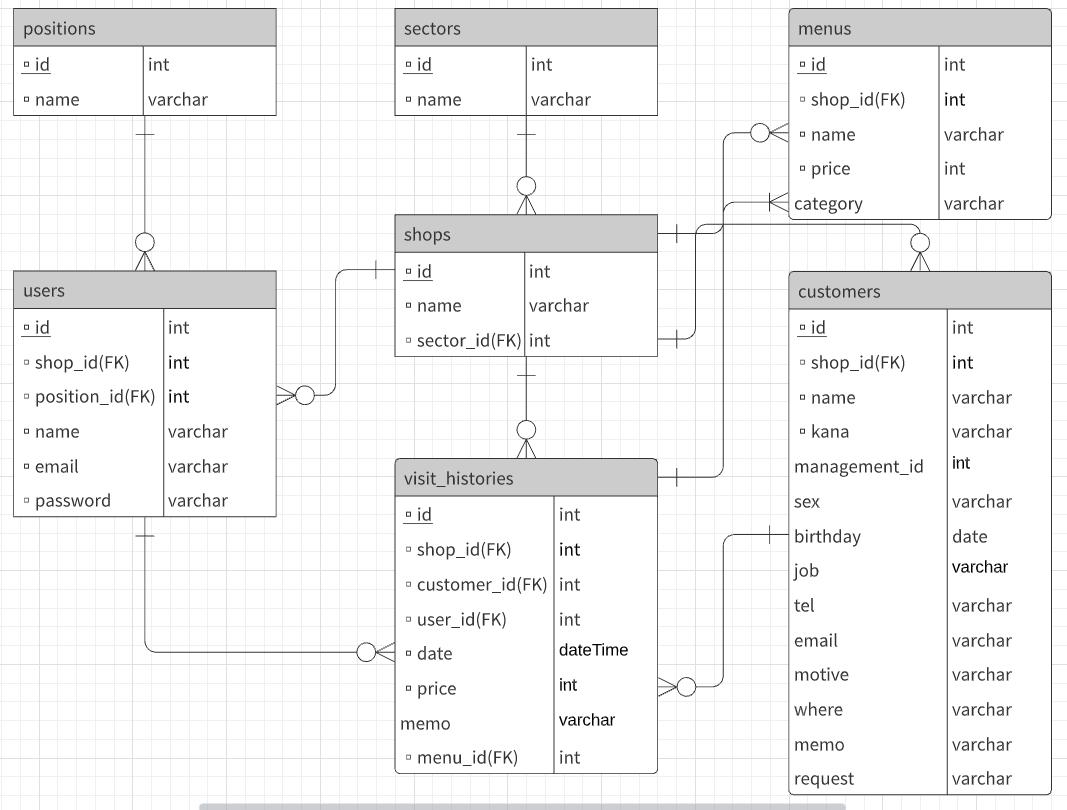 positions
id int
name varchar
sectors
id int
name varchar
menus
id int
shop_id(FK) int
name varchar
price int
category varchar
shops
id int
name varchar
sector_id(FK) int
users
id int
shop_id(FK) int
position_id(FK) int
name varchar
email varchar
password varchar
customers
id int
shop_id(FK) int
name varchar
kana varchar
management_id int
sex varchar
birthday date
job varchar
tel varchar
email varchar
motive varchar
where varchar
memo varchar
request varchar
visit_histories
id int
shop_id(FK) int
customer_id(FK) int
user_id(FK) int
date dateTime
price int
memo varchar
menu_id(FK) int